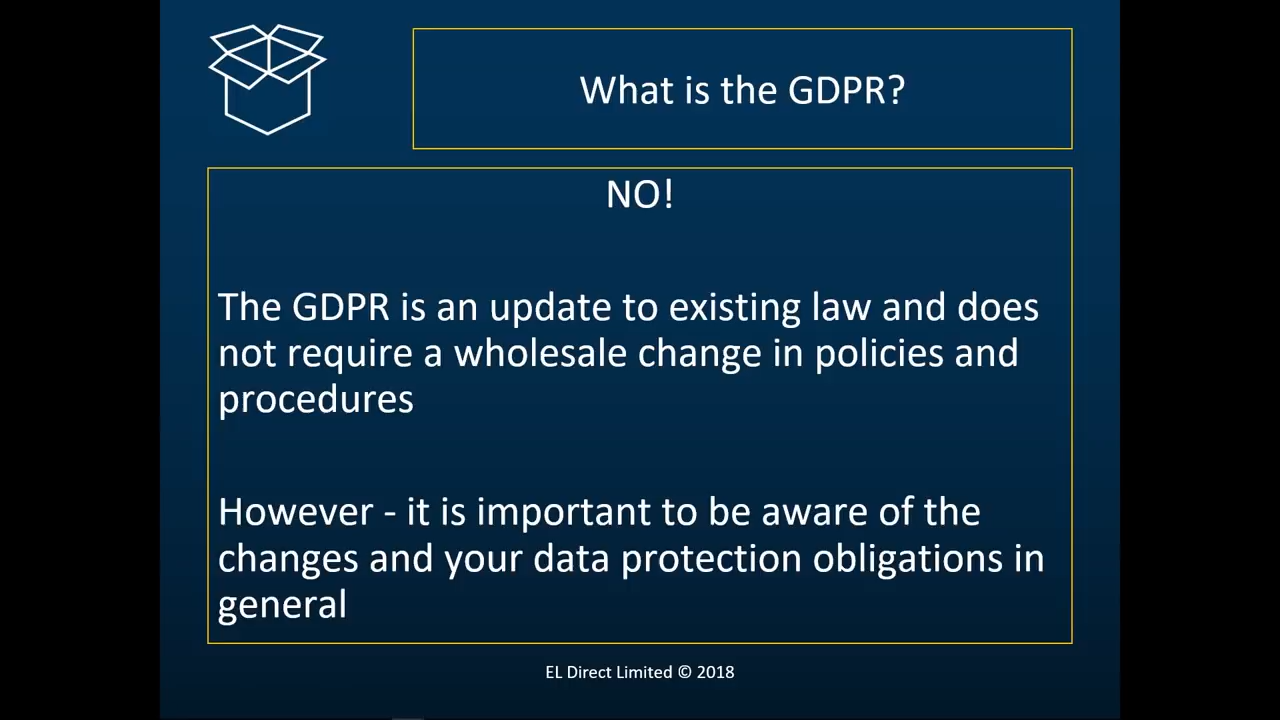 What is the GDPR?
NO!
The GDPR is an update to existing law and does
not require a wholesale change in policies and
procedures
However - it is important to be aware of the
changes and your data protection obligations in
general
EL Direct Limited © 2018